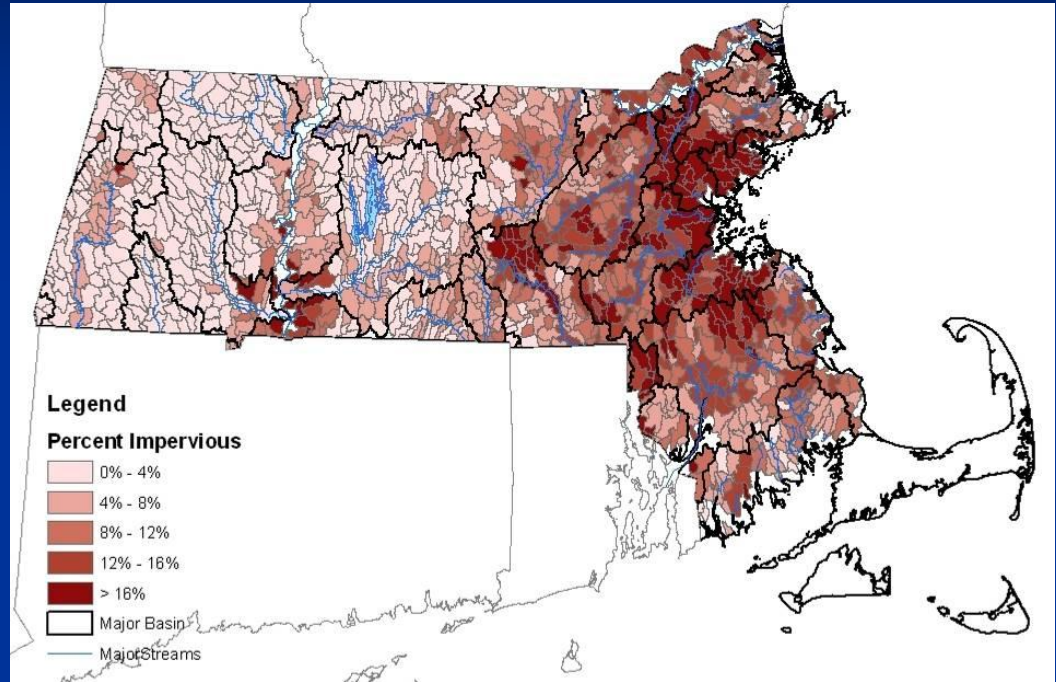 Legend
Percent Impervious
0% - 4%
4% - 8%
8% - 12%
12% - 16%
> 16%
Major Basin
MajorStreams